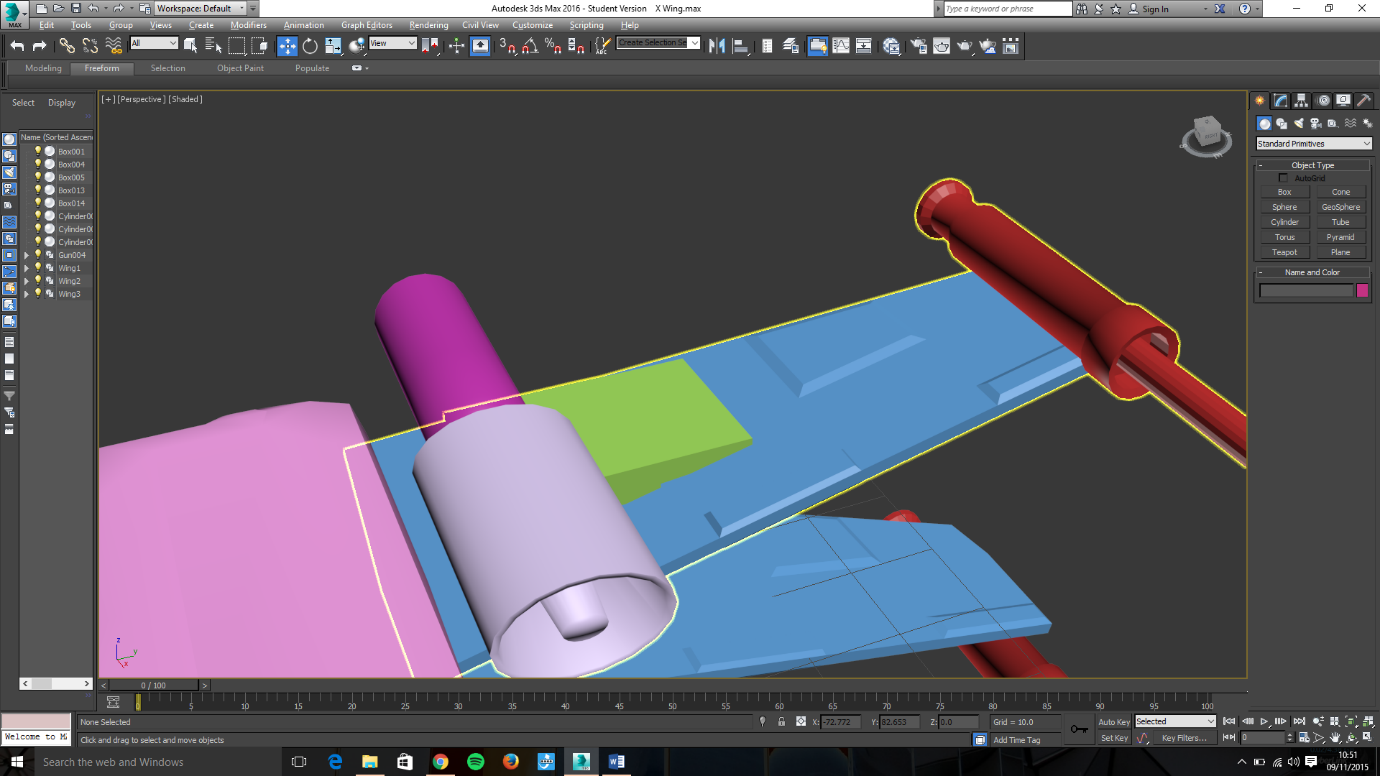 Workspace: Default
Autodesk 3ds Max 2016 - Student Version X Wing.max
Type a keyword or phrase
Sign In
MAX
Edit Tools Group Views Create Modifiers Animation Graph Editors Rendering Civil View Customize Scripting Help
All
View
Create Selection Se
Modeling Freeform Selection Object Paint Populate
Select Display
[+] [Perspective] [Shaded]
Name (Sorted Ascen
Box001
Box004
Box005
Box013
Box014
Cylinder00
Cylinder00
Cylinder00
Gun004
Wing1
Wing2
Wing3
Standard Primitives
Object Type
AutoGrid
Box Cone
Sphere GeoSphere
Cylinder Tube
Torus Pyramid
Teapot Plane
Name and Color
z
y
x
0 / 100
0 5 10 15 20 25 30 35 40 45 50 55 60 65 70 75 80 85 90 95 100
None Selected
X: -72.772 Y: 82.653 Z: 0.0 Grid = 10.0
Auto Key Selected
Welcome to M
Click and drag to select and move objects
Add Time Tag
Set Key Key Filters...
0
Search the web and Windows
10:51
09/11/2015